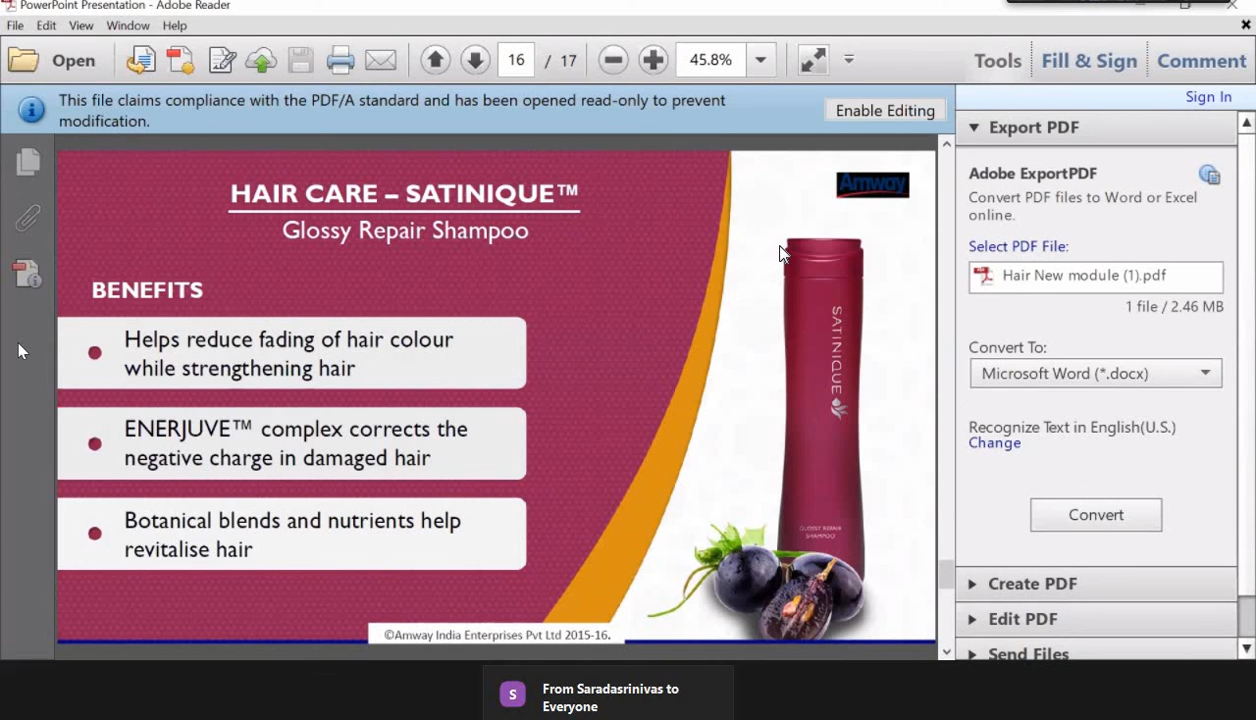 PowerPoint Presentation - Adobe Reader
File Edit View Window Help
Open 16 / 17 45.8% Tools Fill & Sign Comment
This file claims compliance with the PDF/A standard and has been opened read-only to prevent
modification.
Enable Editing
Sign In
Export PDF
Adobe ExportPDF
Convert PDF files to Word or Excel
online.
Select PDF File:
Hair New module (1).pdf
1 file / 2.46 MB
Convert To:
Microsoft Word (*.docx)
Recognize Text in English(U.S.)
Change
Convert
Create PDF
Edit PDF
Send Files
HAIR CARE – SATINIQUE™
Glossy Repair Shampoo
Amway
BENEFITS
Helps reduce fading of hair colour
while strengthening hair
ENERJUVE™ complex corrects the
negative charge in damaged hair
Botanical blends and nutrients help
revitalise hair
SATINIQUE
GLOSSY REPAIR
SHAMPOO
©Amway India Enterprises Pvt Ltd 2015-16.
S
From Saradasrinivas to
Everyone